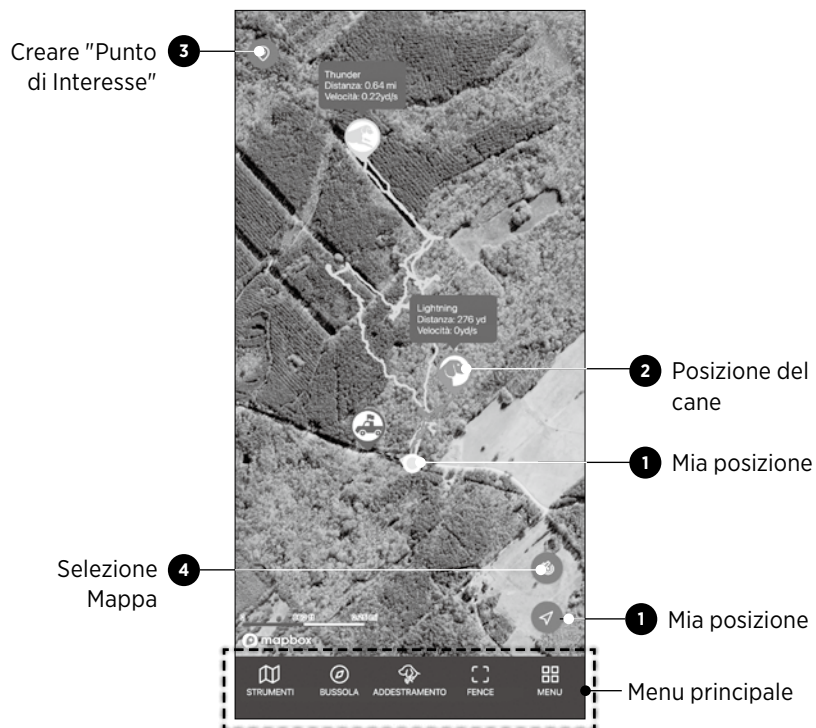 Creare "Punto
di Interesse"
3
Thunder
Distanza: 0.64 mi
Velocità: 0.22yd/s
Lightning
Distanza: 276 yd
Velocità: 0yd/s
2
Posizione del
cane
1
Mia posizione
Selezione
Mappa
4
1
Mia posizione
mapbox
STRUMENTI
BUSSOLA
ADDESTRAMENTO
FENCE
MENU
Menu principale